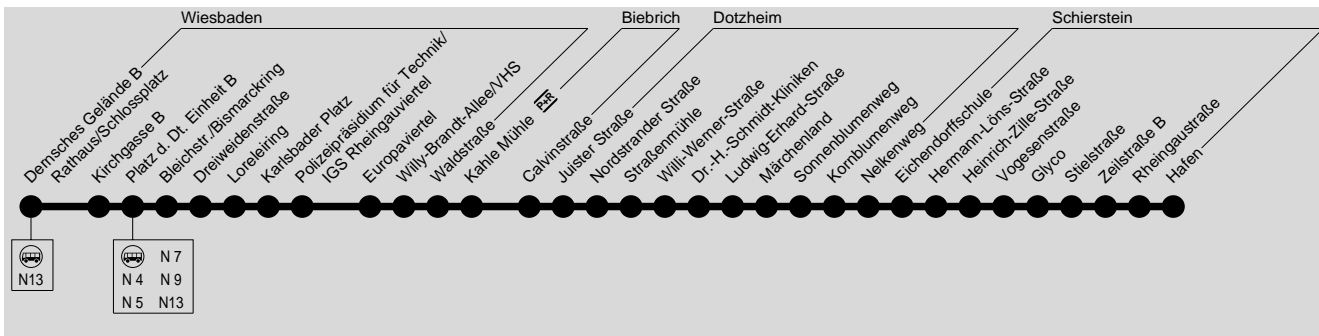 Wiesbaden
Biebrich
Dotzheim
Schierstein
Dernsches Gelände B
Rathaus/Schlossplatz
Kirchgasse B
Platz d. Dt. Einheit B
Bleichstr./Bismarckring
Dreiweidenstraße
Loreleiring
Karlsbader Platz
Polizeipräsidium für Technik/
IGS Rheingauviertel
Europaviertel
Willy-Brandt-Allee/VHS
Waldstraße
Kahle Mühle P+R
Calvinstraße
Juister Straße
Nordstrander Straße
Straßenmühle
Willi-Werner-Straße
Dr.-H.-Schmidt-Kliniken
Ludwig-Erhard-Straße
Märchenland
Sonnenblumenweg
Kornblumenweg
Nelkenweg
Eichendorffschule
Hermann-Löns-Straße
Heinrich-Zille-Straße
Vogesenstraße
Glyco
Stielstraße
Zeilstraße B
Rheingaustraße
Hafen
N13
N 7
N 4 N 9
N 5 N13